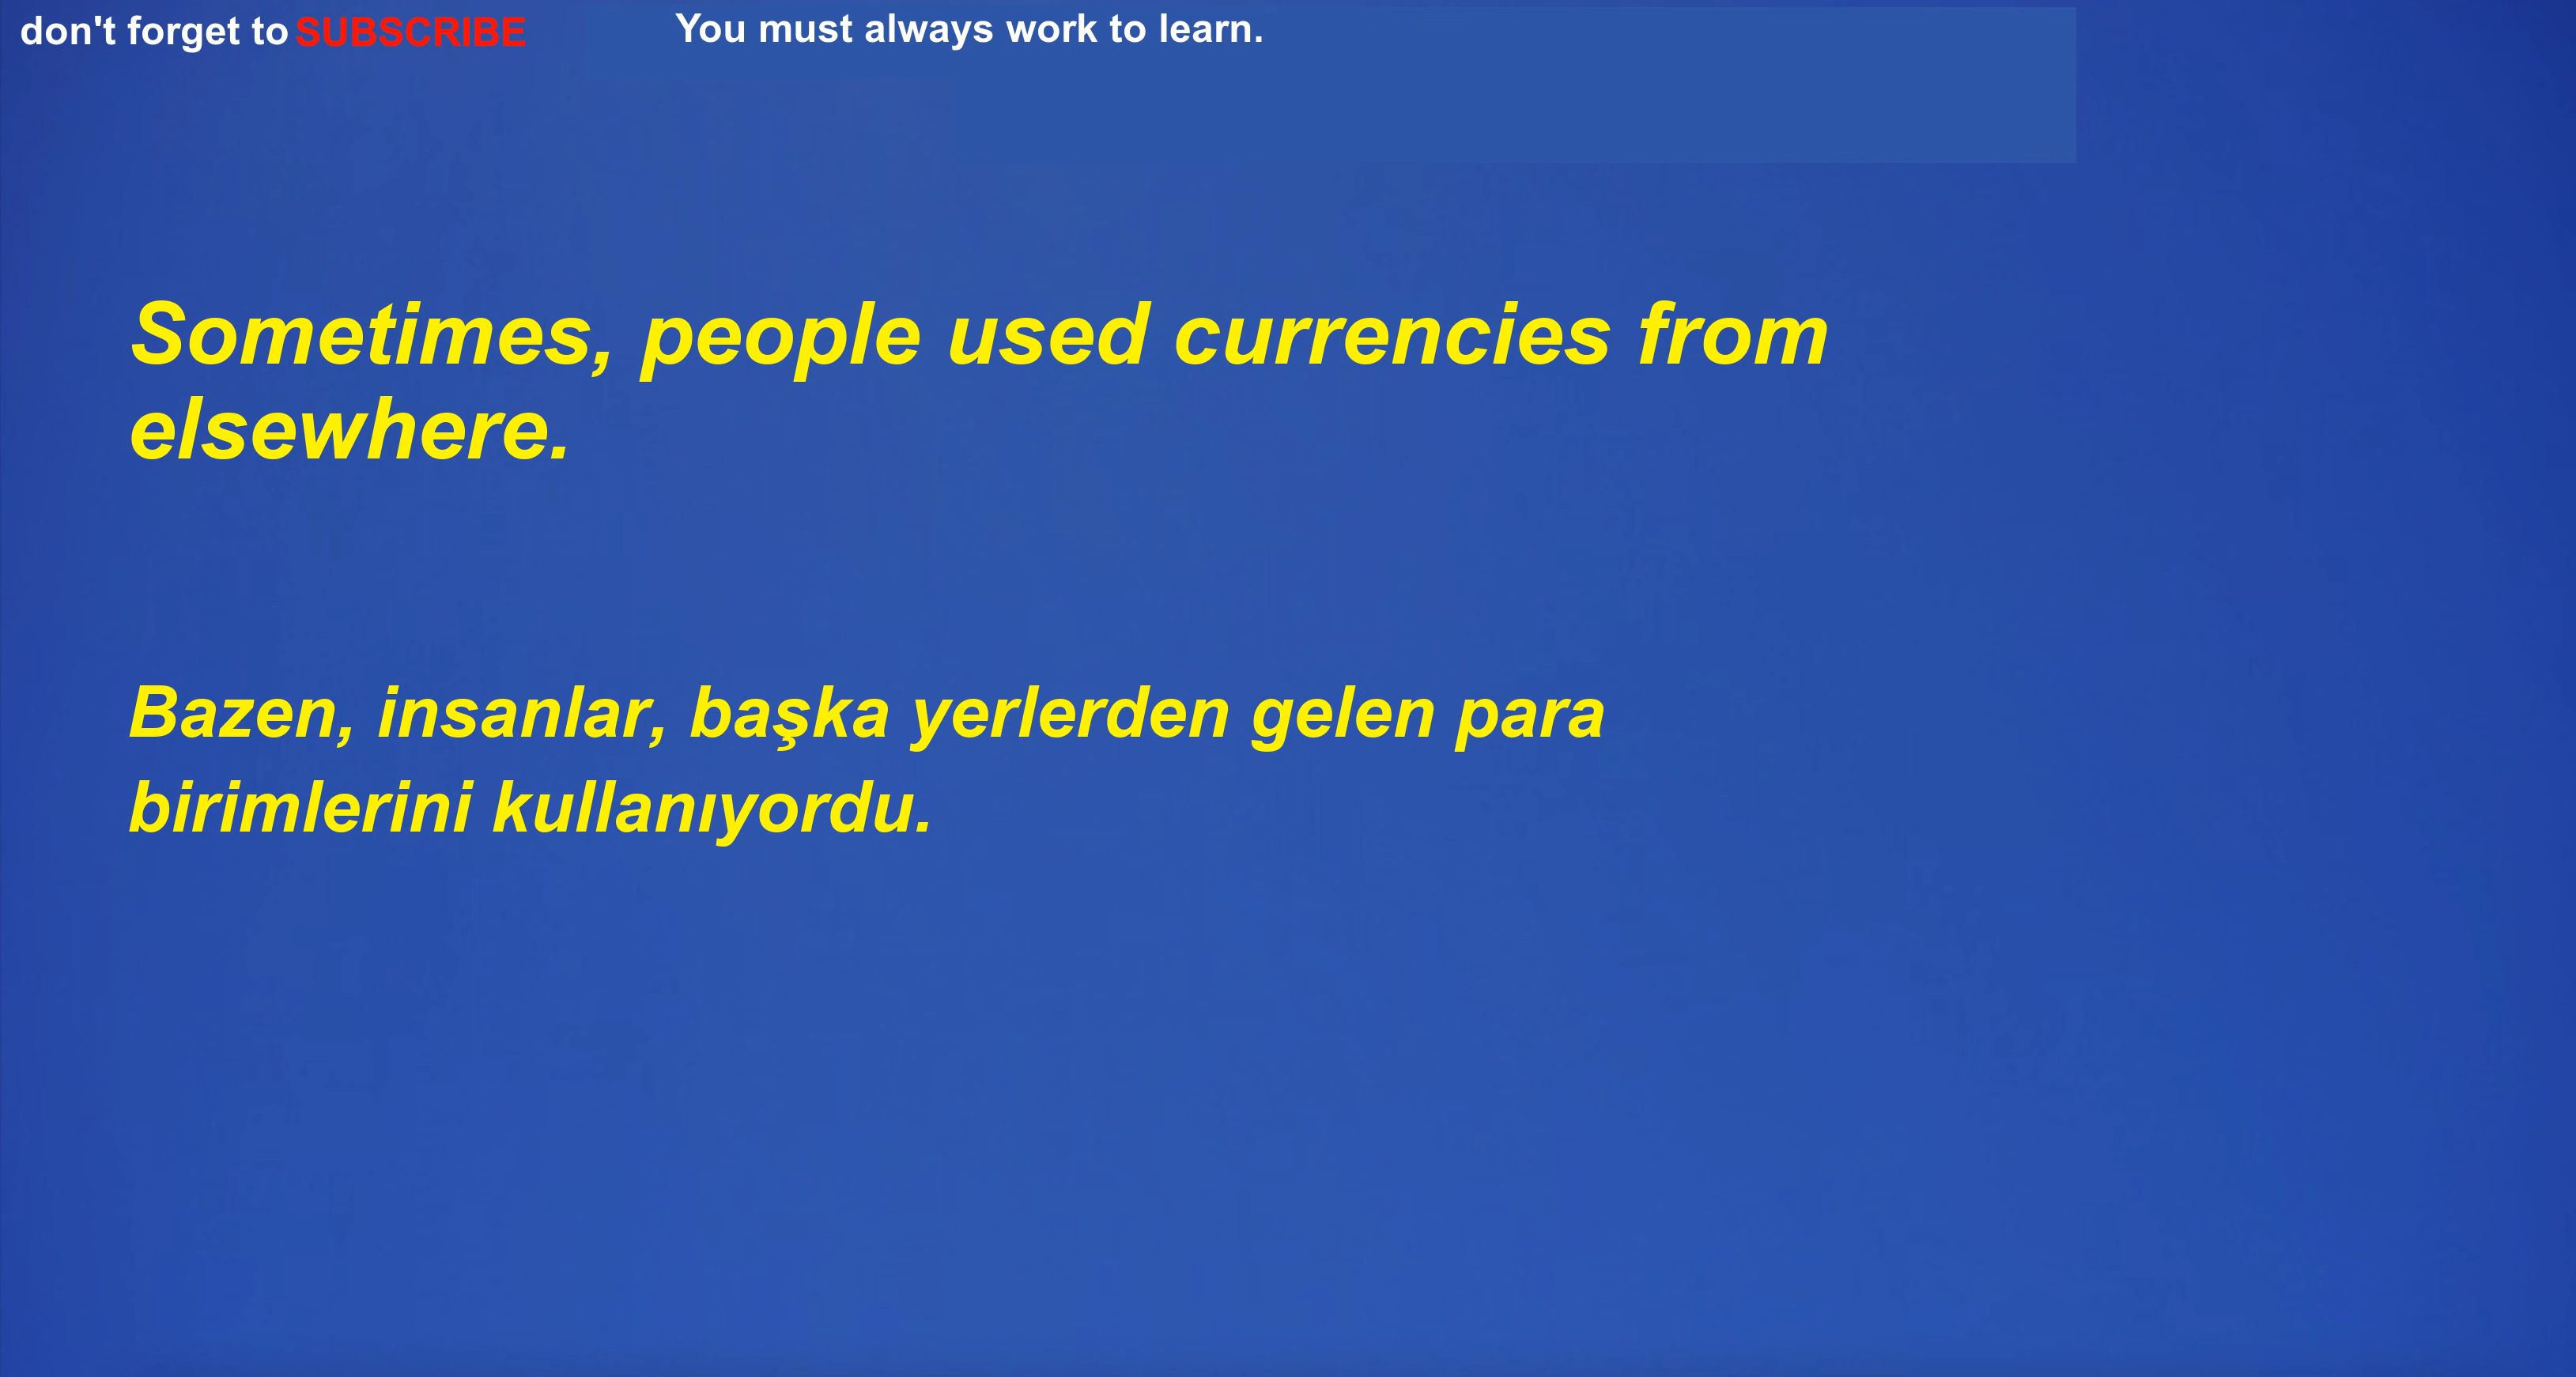 don't forget to SUBSCRIBE
You must always work to learn.
Sometimes, people used currencies from
elsewhere.
Bazen, insanlar, başka yerlerden gelen para
birimlerini kullanıyordu.